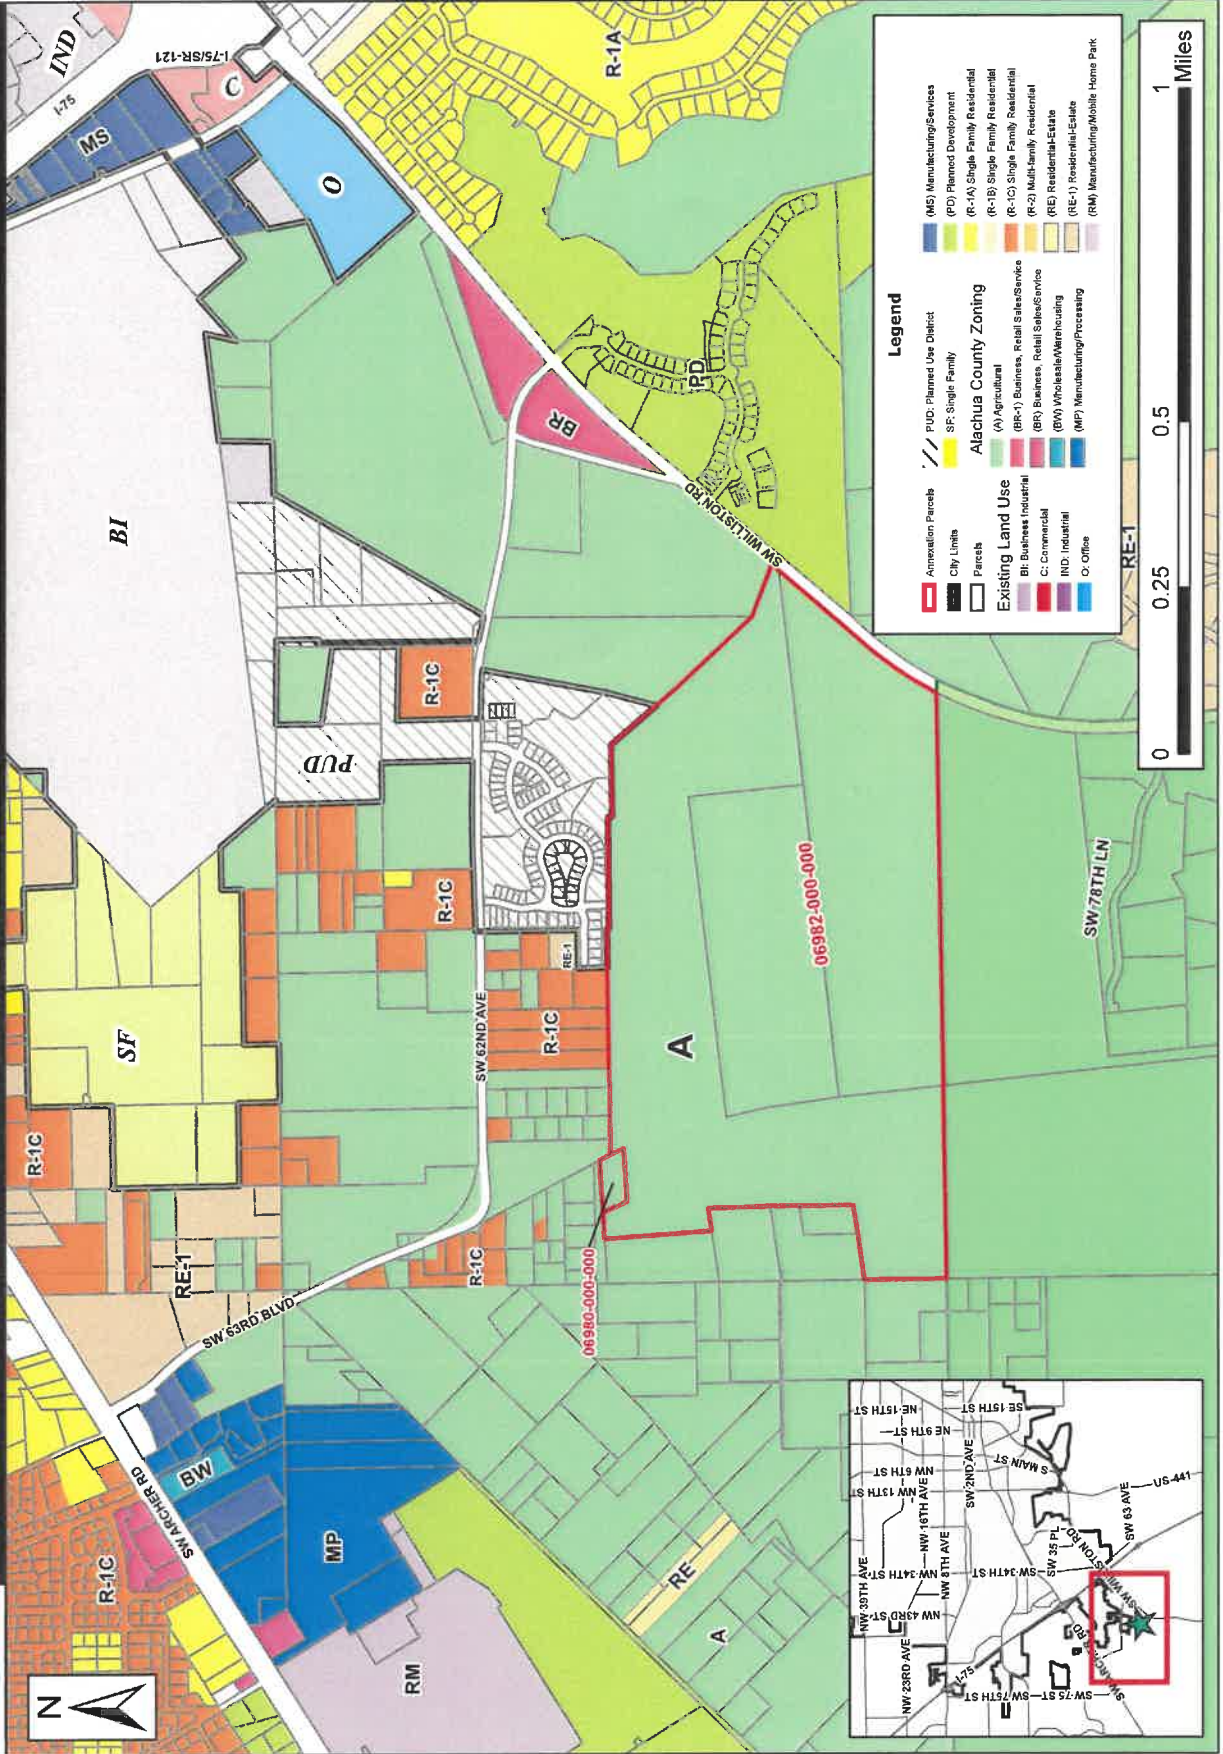 N
R-1C
R-1C
SF
BI
IND
I-75
I-75/SR-121
MS
C
O
R-1A
RE-1
SW 63RD BLVD
SW ARCHER RD
BW
MP
RM
RE
A
R-1C
SW 62ND AVE
R-1C
R-1C
RE-1
PUD
R-1C
BR
PD
SW WILLISTON RD
06980-000-000
A
06982-000-000
SW 78TH LN
RE-1
Legend
Annexation Parcels
City Limits
Parcels
Existing Land Use
BI: Business Industrial
C: Commercial
IND: Industrial
O: Office
PUD: Planned Use District
SF: Single Family
Alachua County Zoning
(A) Agricultural
(BR-1) Business, Retail Sales/Service
(BR) Business, Retail Sales/Service
(BW) Wholesale/Warehousing
(MP) Manufacturing/Processing
(MS) Manufacturing/Services
(PD) Planned Development
(R-1A) Single Family Residential
(R-1B) Single Family Residential
(R-1C) Single Family Residential
(R-2) Multi-family Residential
(RE) Residential-Estate
(RE-1) Residential-Estate
(RM) Manufacturing/Mobile Home Park
0 0.25 0.5 1
Miles
NW 39TH AVE
NW 23RD AVE
NW 43RD ST
NW 34TH ST
NW 16TH AVE
NW 8TH AVE
NW 13TH ST
NW 6TH ST
NE 9TH ST
NE 15TH ST
SW 2ND AVE
S MAIN ST
SE 15TH ST
I-75
SW 34TH ST
SW 35 PL
SW WILLISTON RD
SW 63 AVE
US-441
SW 75TH ST
SW 75 ST
SW ARCHER RD